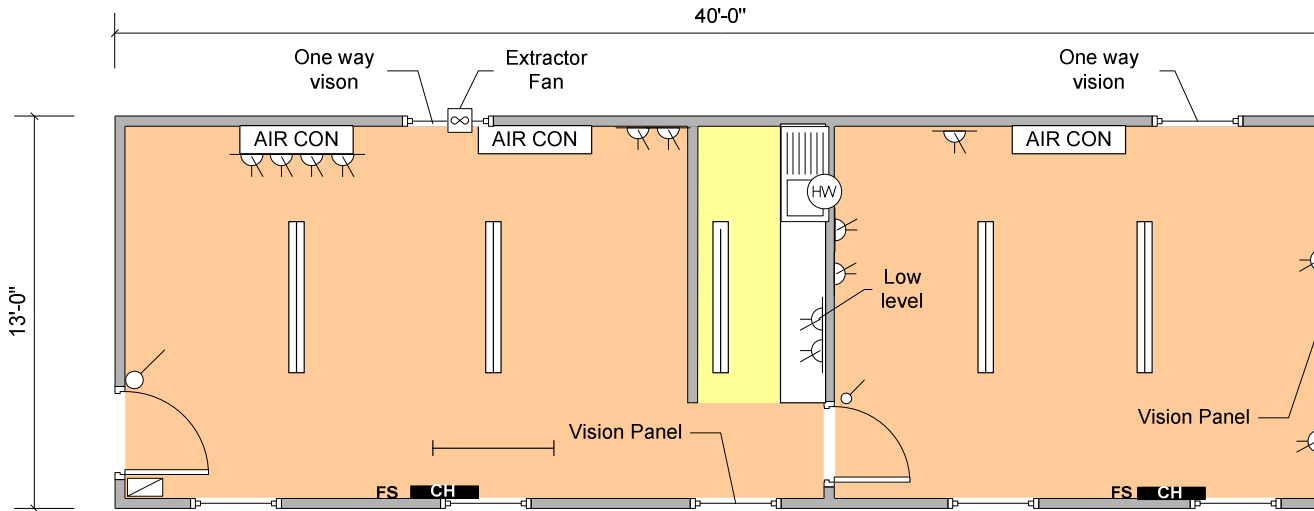 40'-0"
One way
vison
Extractor
Fan
One way
vision
AIR CON
AIR CON
AIR CON
HW
Low
level
13'-0"
Vision Panel
Vision Panel
FS CH
FS CH